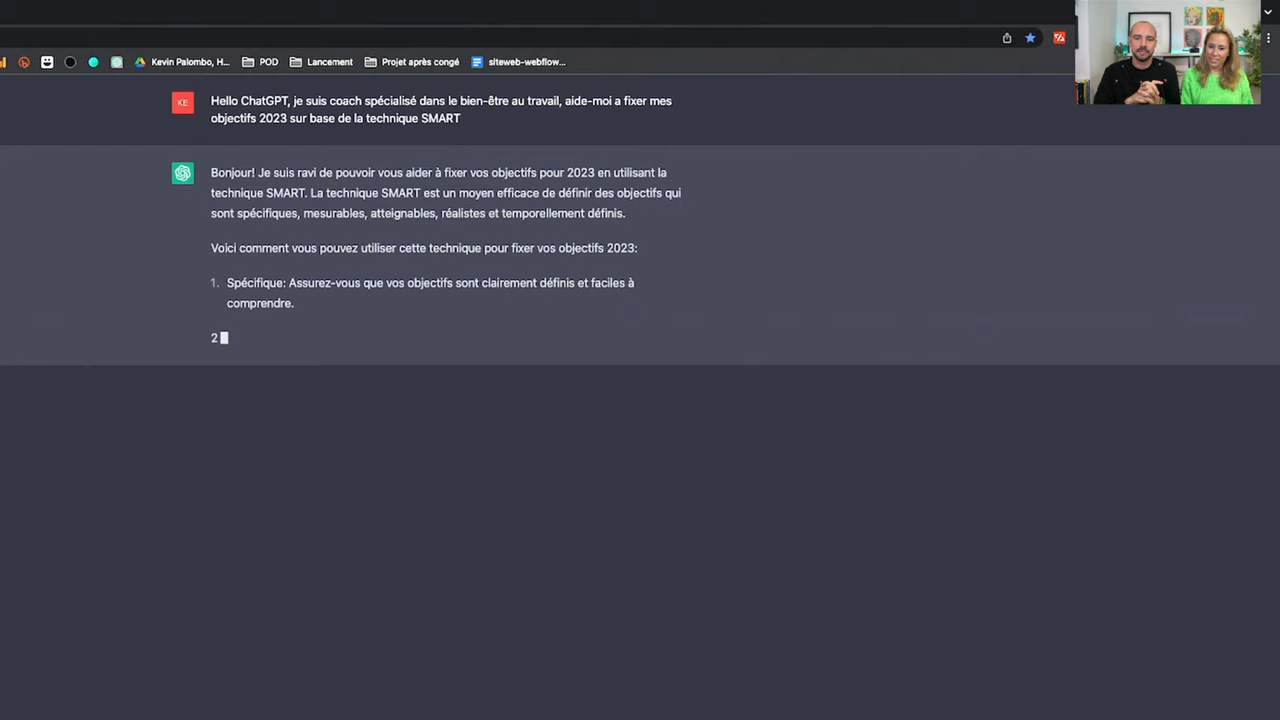 Kevin Palombo, H...
POD
Lancement
Projet après congé
siteweb-webflow...
KE
Hello ChatGPT, je suis coach spécialisé dans le bien-être au travail, aide-moi a fixer mes
objectifs 2023 sur base de la technique SMART
Bonjour! Je suis ravi de pouvoir vous aider à fixer vos objectifs pour 2023 en utilisant la
technique SMART. La technique SMART est un moyen efficace de définir des objectifs qui
sont spécifiques, mesurables, atteignables, réalistes et temporellement définis.
Voici comment vous pouvez utiliser cette technique pour fixer vos objectifs 2023:
1. Spécifique: Assurez-vous que vos objectifs sont clairement définis et faciles à
comprendre.
2